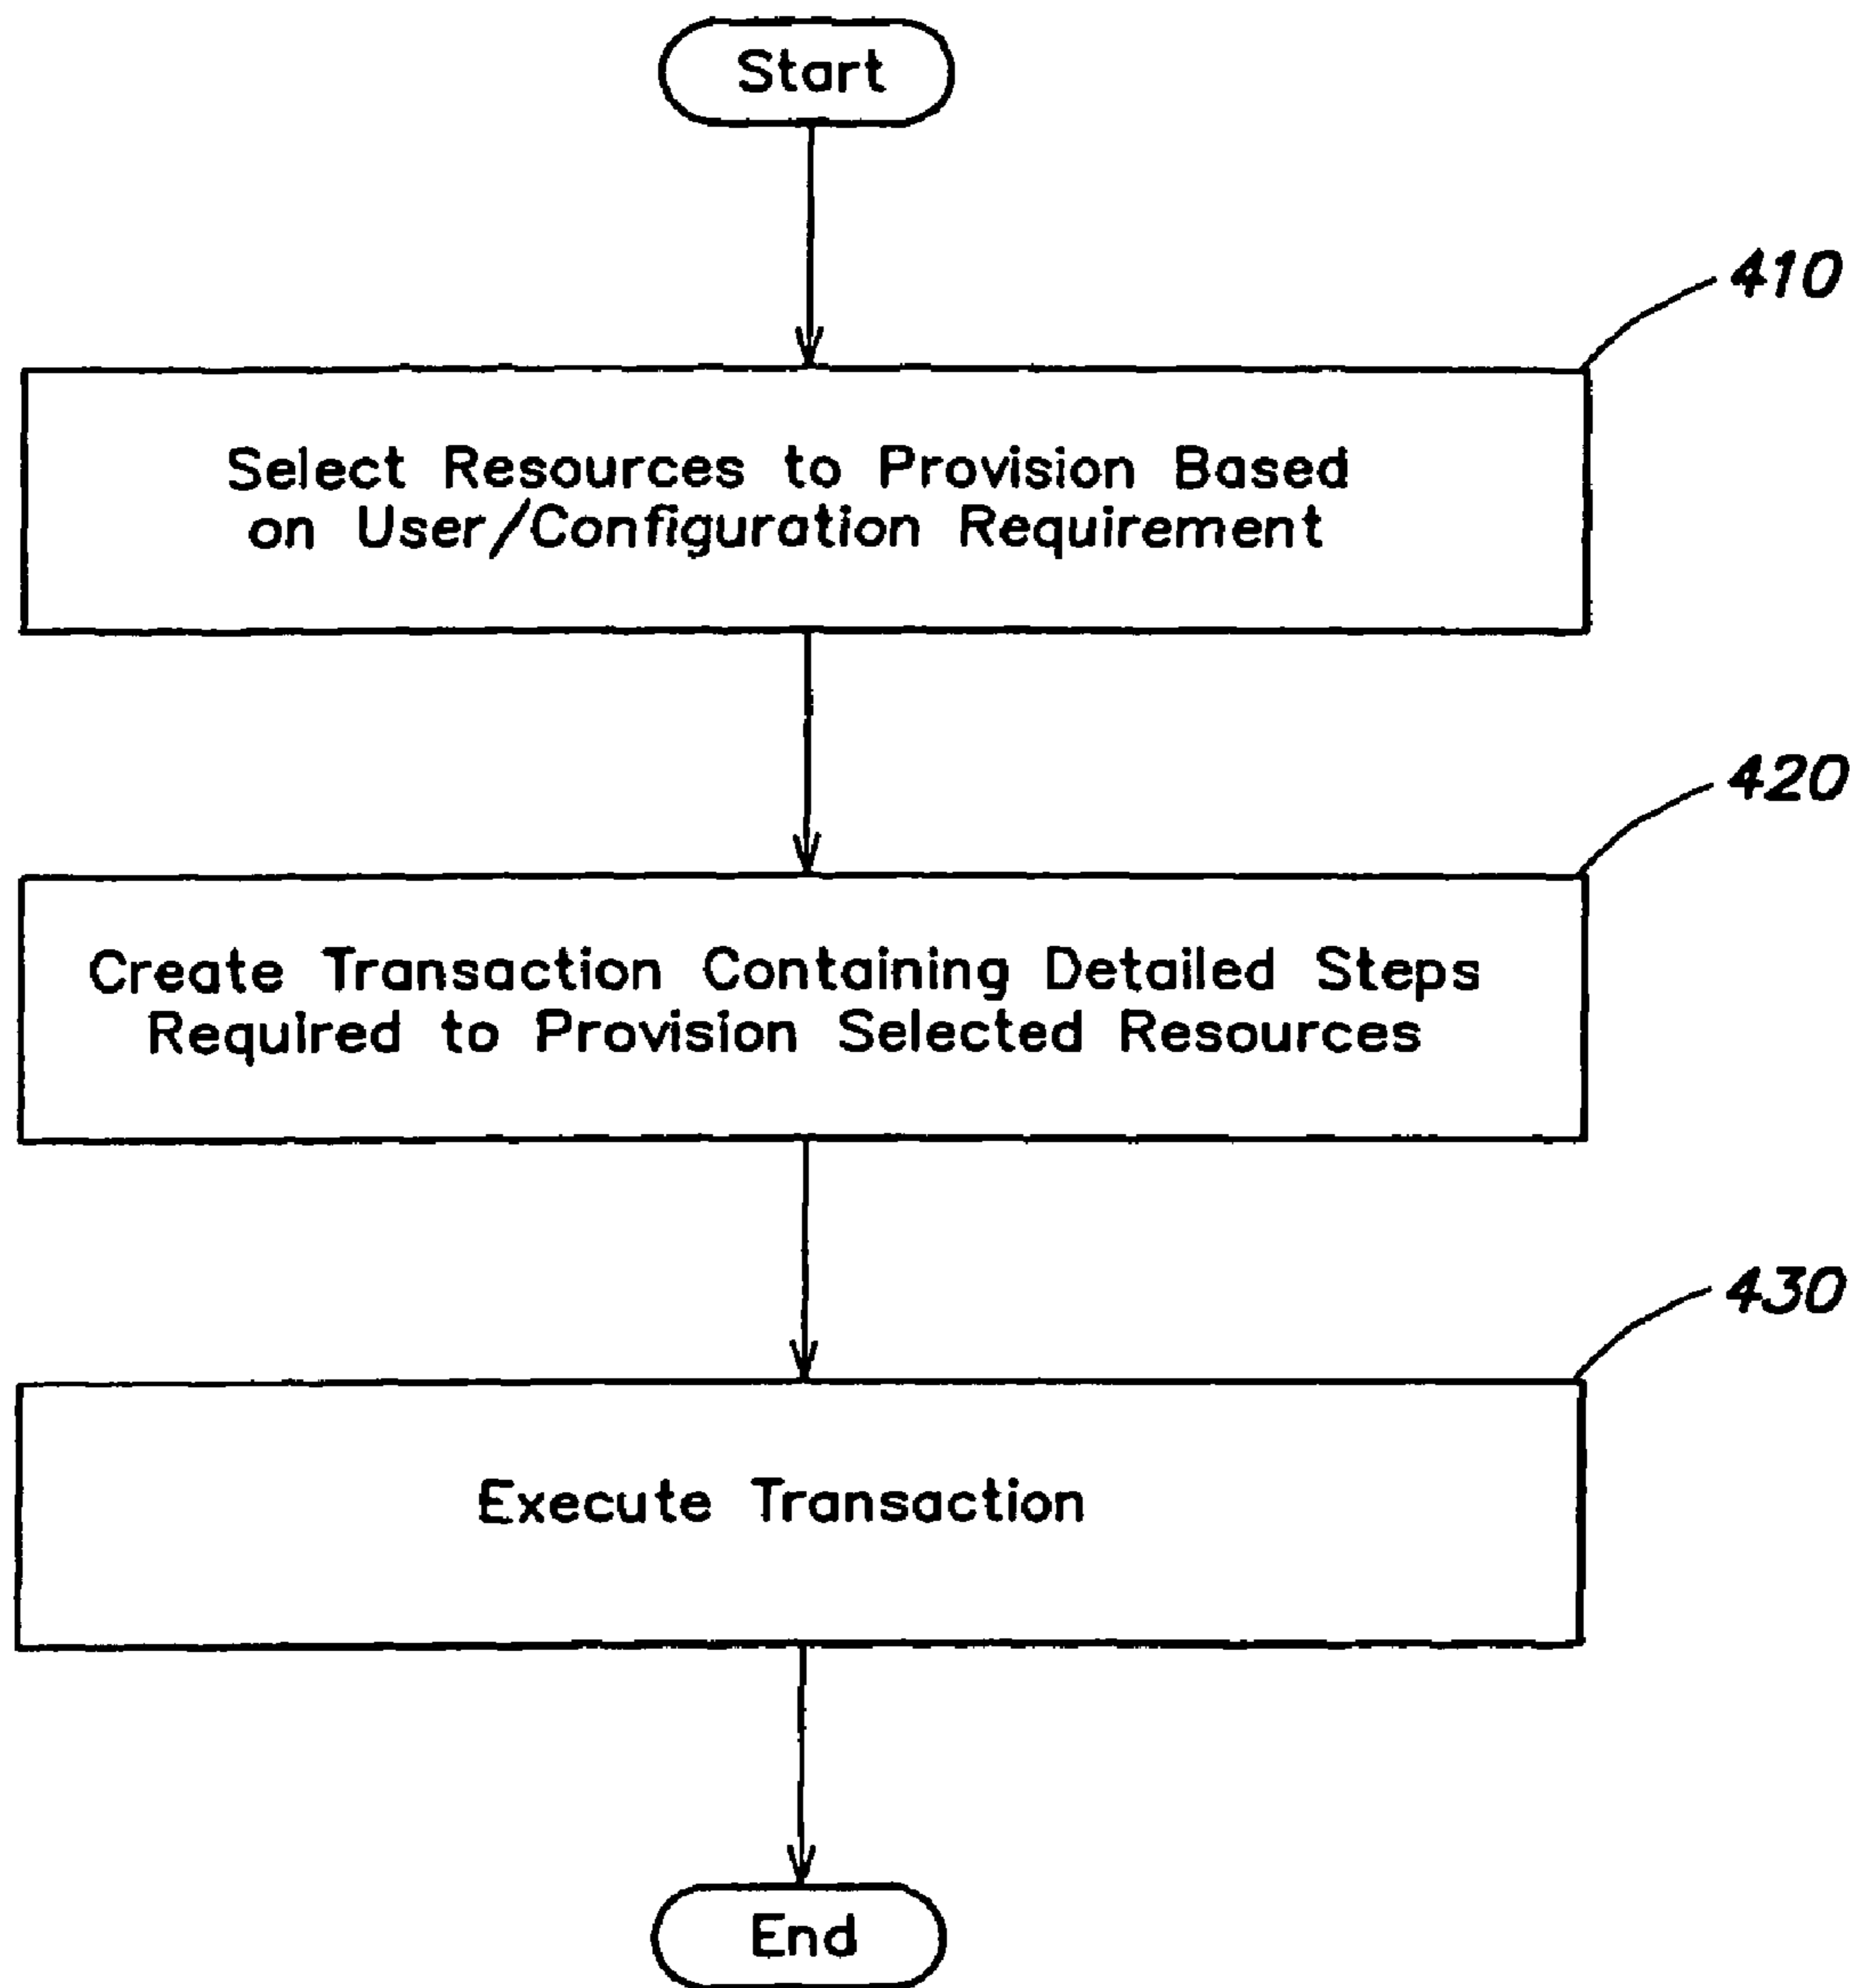 Start
410
Select Resources to Provision Based
on User/Configuration Requirement
420
Create Transaction Containing Detailed Steps
Required to Provision Selected Resources
430
Execute Transaction
End